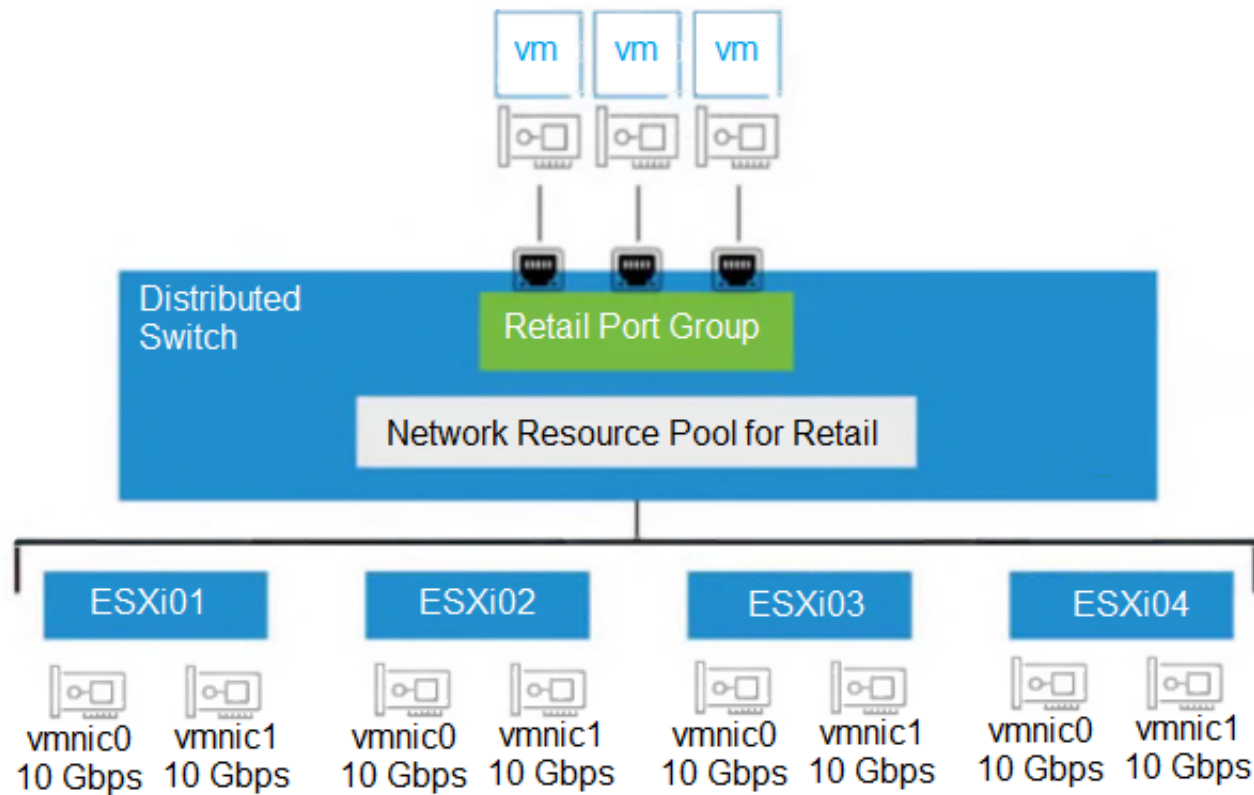 vm vm vm
Distributed
Switch
Retail Port Group
Network Resource Pool for Retail
ESXi01 ESXi02 ESXi03 ESXi04
vmnic0 vmnic1 vmnic0 vmnic1 vmnic0 vmnic1 vmnic0 vmnic1
10 Gbps 10 Gbps 10 Gbps 10 Gbps 10 Gbps 10 Gbps 10 Gbps 10 Gbps